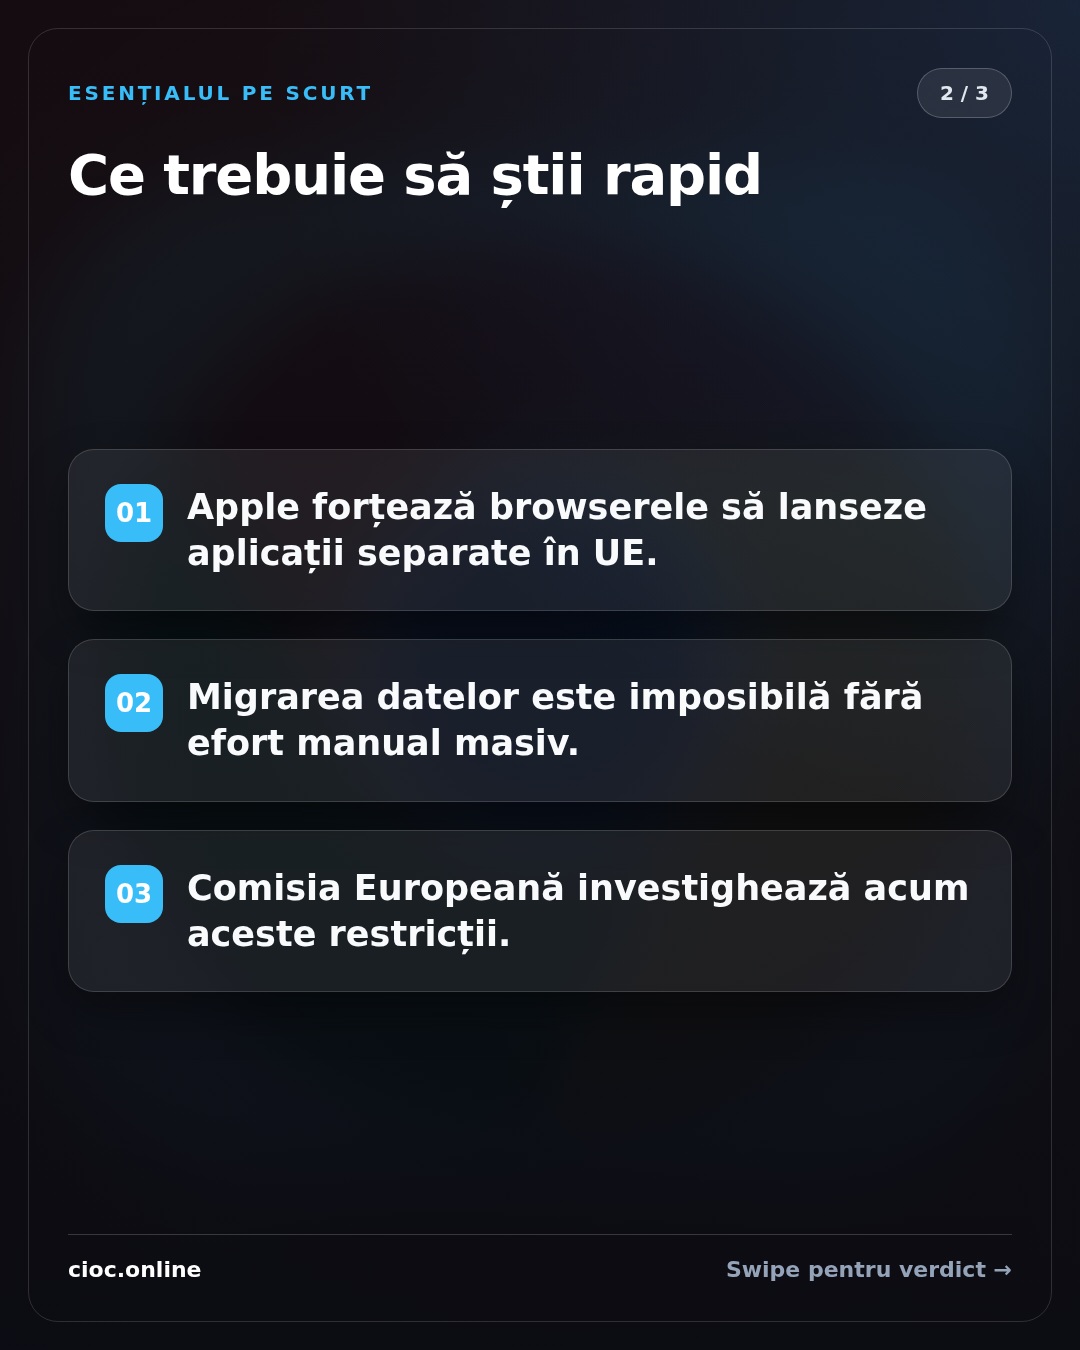 ESENȚIALUL PE SCURT
2 / 3
Ce trebuie să știi rapid
01
Apple forțează browserele să lanseze
aplicații separate în UE.
02
Migrarea datelor este imposibilă fără
efort manual masiv.
03
Comisia Europeană investighează acum
aceste restricții.
cioc.online
Swipe pentru verdict →